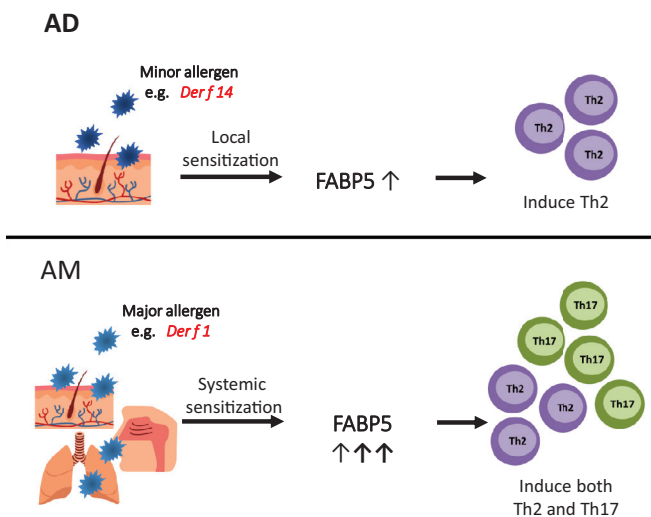 AD
Minor allergen
e.g. Der f 14
Local
sensitization
FABP5 ↑
Th2
Th2
Th2
Induce Th2
AM
Major allergen
e.g. Der f 1
Systemic
sensitization
FABP5
↑↑↑
Th17
Th17
Th17
Th2
Th2
Th17
Th2
Induce both
Th2 and Th17